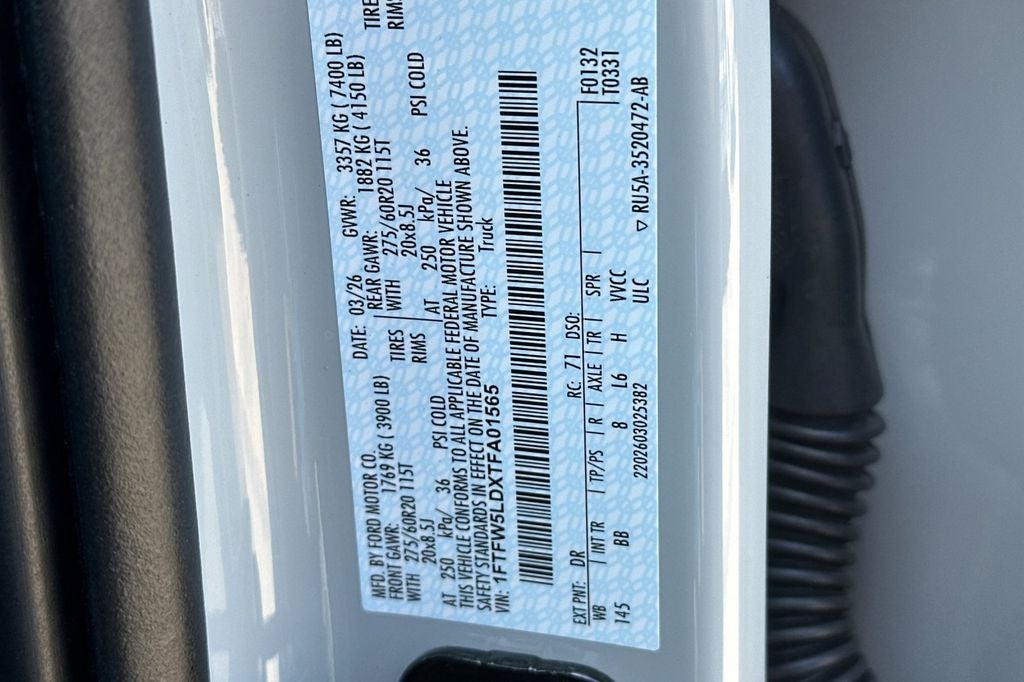 MFD. BY FORD MOTOR CO.
DATE: 03/26 GVWR: 3357 KG ( 7400 LB)
FRONT GAWR: 1769 KG ( 3900 LB) REAR GAWR: 1882 KG ( 4150 LB)
WITH 275/60R20 115T TIRES WITH 275/60R20 115T TIRE
20x8.5J RIMS 20x8.5J RIMS
AT 250 kPa/ 36 PSI COLD AT 250 kPa/ 36 PSI COLD
THIS VEHICLE CONFORMS TO ALL APPLICABLE FEDERAL MOTOR VEHICLE
SAFETY STANDARDS IN EFFECT ON THE DATE OF MANUFACTURE SHOWN ABOVE.
VIN: 1FTFW5LDXTFA01565 TYPE: Truck
EXT PNT: DR RC: 71 DSO: F0132
WB | INT TR | TP/PS | R | AXLE | TR | SPR | T0331
145 BB 8 L6 H VVCC
2202603025382 ULC ▽ RU5A-3520472-AB